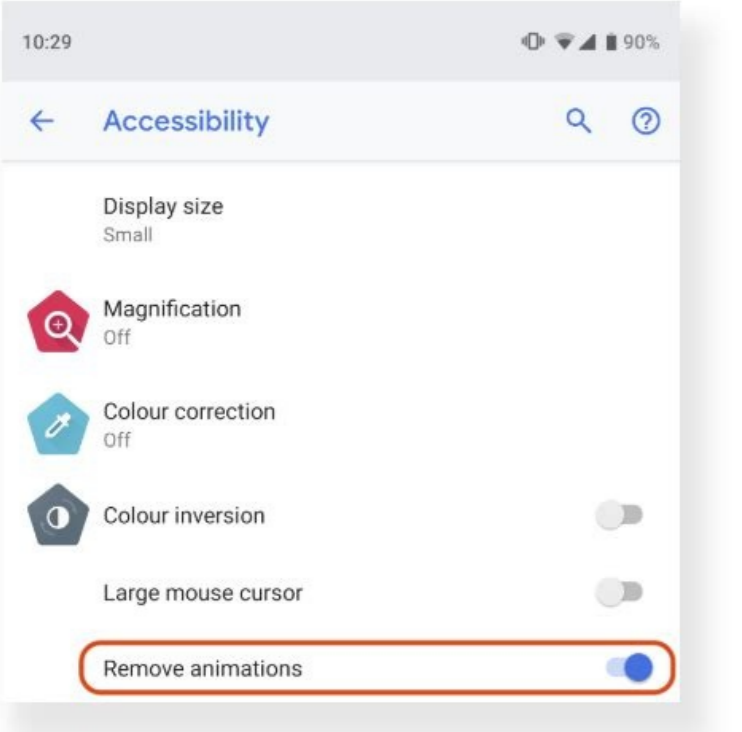 10:29 90%
Accessibility
Display size
Small
Magnification
Off
Colour correction
Off
Colour inversion
Large mouse cursor
Remove animations